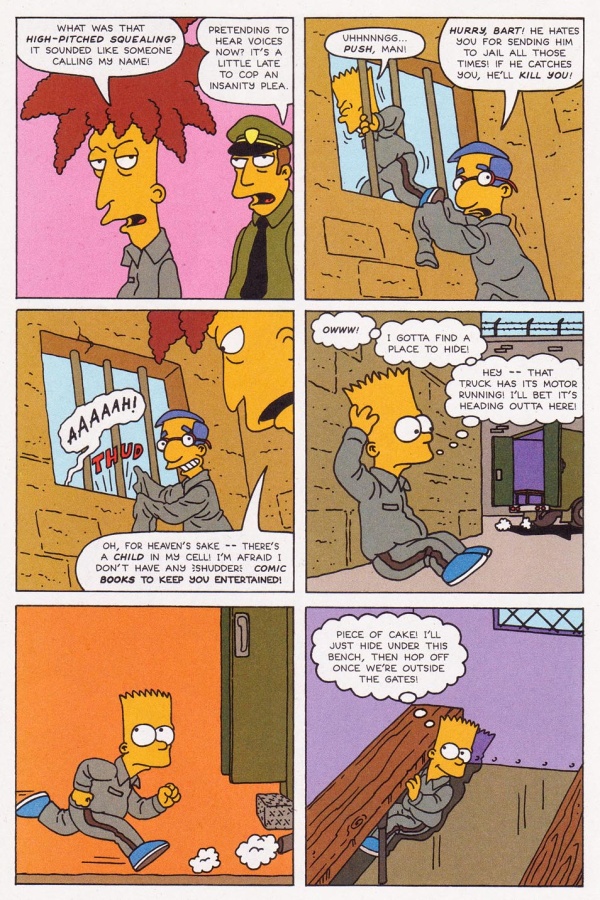 WHAT WAS THAT
HIGH-PITCHED SQUEALING?
IT SOUNDED LIKE SOMEONE
CALLING MY NAME!
PRETENDING TO
HEAR VOICES
NOW? IT'S A
LITTLE LATE
TO COP AN
INSANITY PLEA.
UHHNNNGG...
PUSH, MAN!
HURRY, BART! HE HATES
YOU FOR SENDING HIM
TO JAIL ALL THOSE
TIMES! IF HE CATCHES
YOU, HE'LL KILL YOU!
AAAAAH!
THUD
OH, FOR HEAVEN'S SAKE -- THERE'S
A CHILD IN MY CELL! I'M AFRAID I
DON'T HAVE ANY :SHUDDER: COMIC
BOOKS TO KEEP YOU ENTERTAINED!
OWWW!
I GOTTA FIND A
PLACE TO HIDE!
HEY -- THAT
TRUCK HAS ITS MOTOR
RUNNING! I'LL BET IT'S
HEADING OUTTA HERE!
PIECE OF CAKE! I'LL
JUST HIDE UNDER THIS
BENCH, THEN HOP OFF
ONCE WE'RE OUTSIDE
THE GATES!